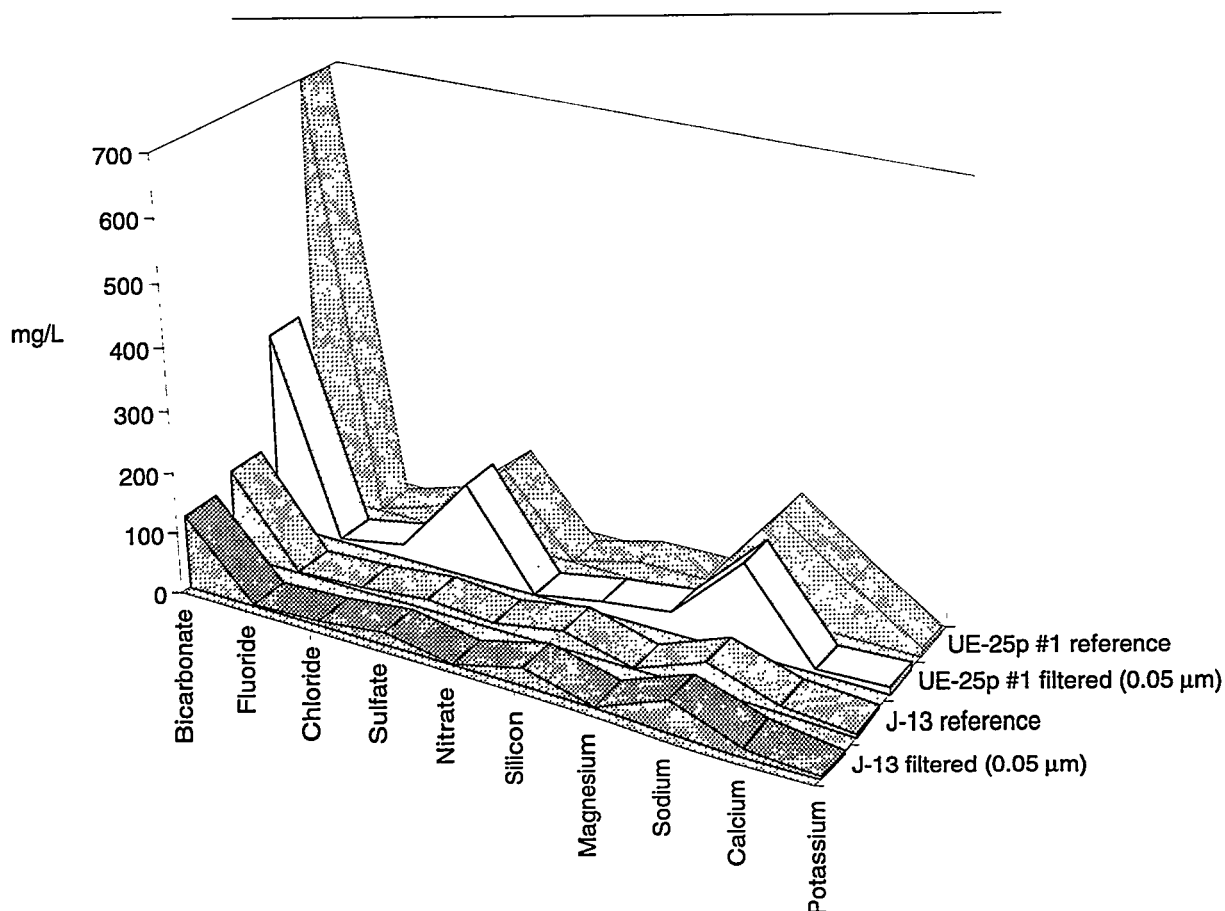 700
600
500
mg/L
400
300
200
100
0
Bicarbonate
Fluoride
Chloride
Sulfate
Nitrate
Silicon
Magnesium
Sodium
Calcium
Potassium
UE-25p #1 reference
UE-25p #1 filtered (0.05 μm)
J-13 reference
J-13 filtered (0.05 μm)